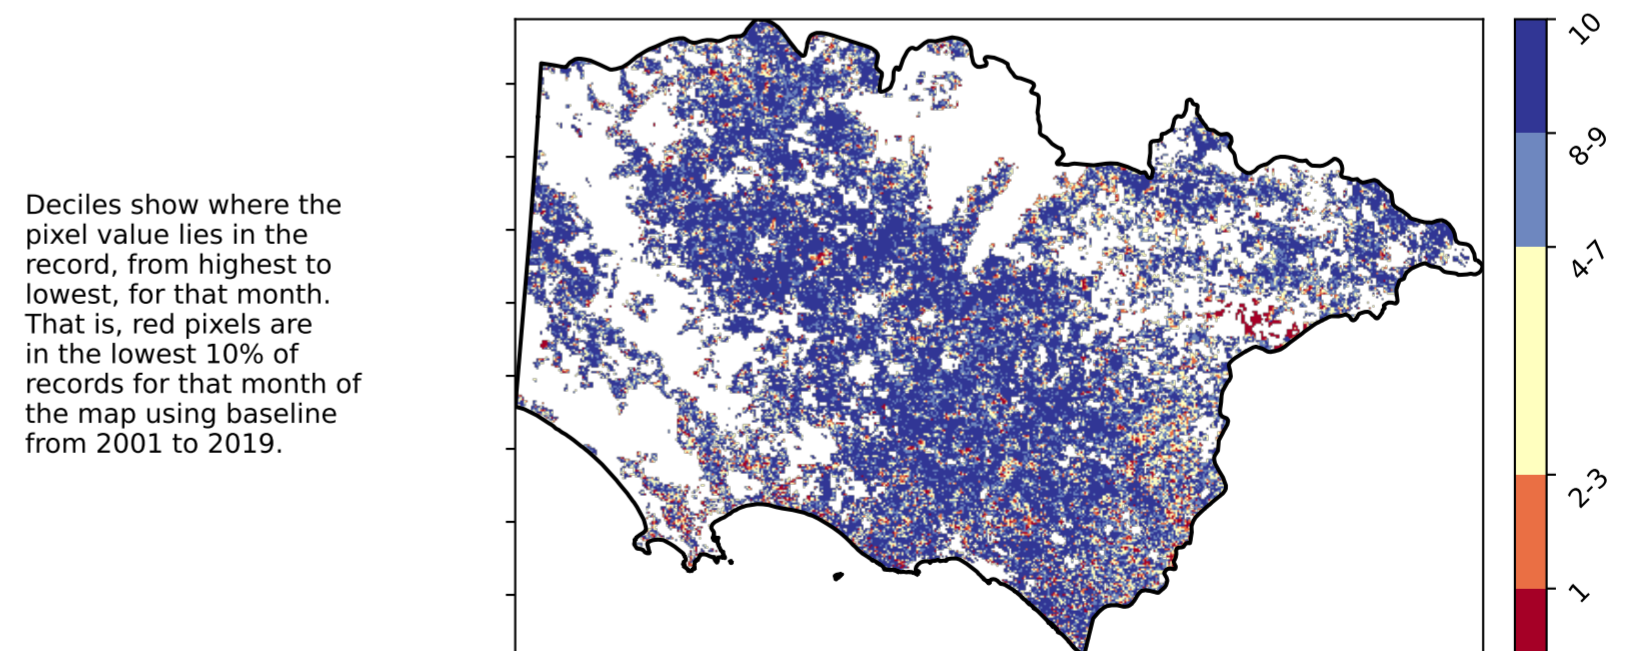 Deciles show where the
pixel value lies in the
record, from highest to
lowest, for that month.
That is, red pixels are
in the lowest 10% of
records for that month of
the map using baseline
from 2001 to 2019.
10
8-9
4-7
2-3
1